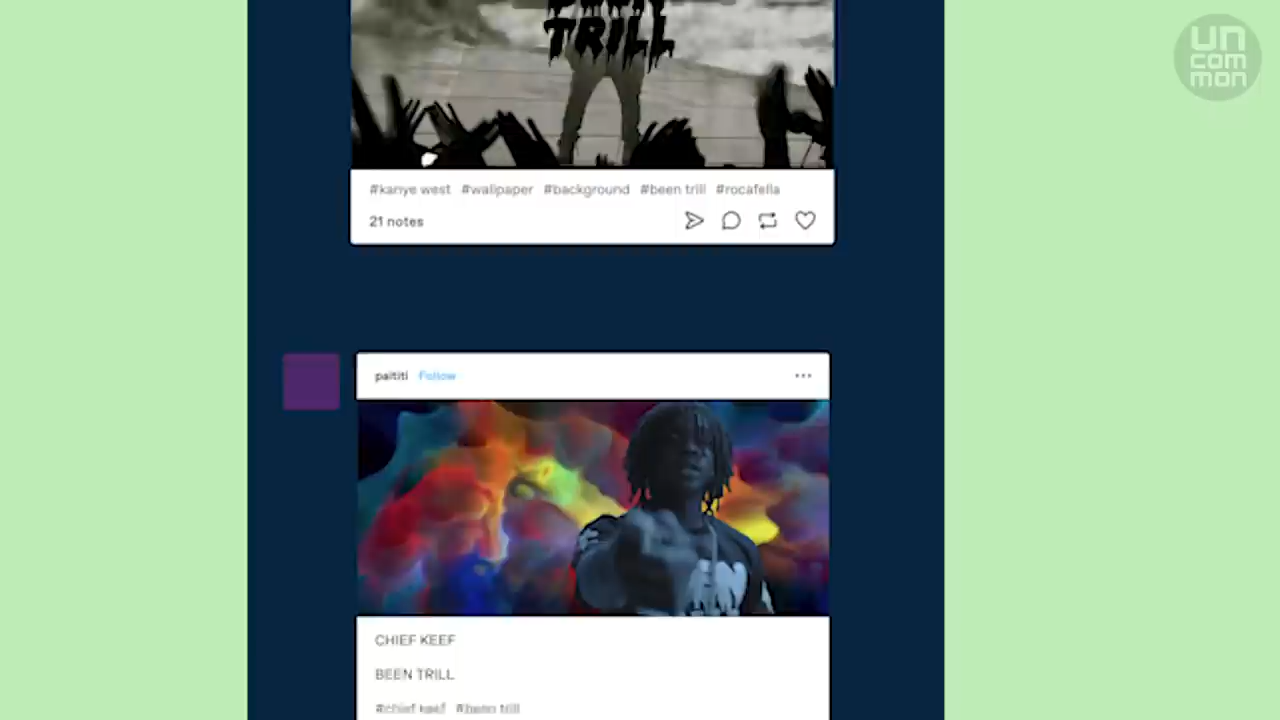 un
com
mon
TRILL
#kanye west #wallpaper #background #been trill #rocafella
21 notes
paititi Follow
CHIEF KEEF
BEEN TRILL
#chief keef #been trill